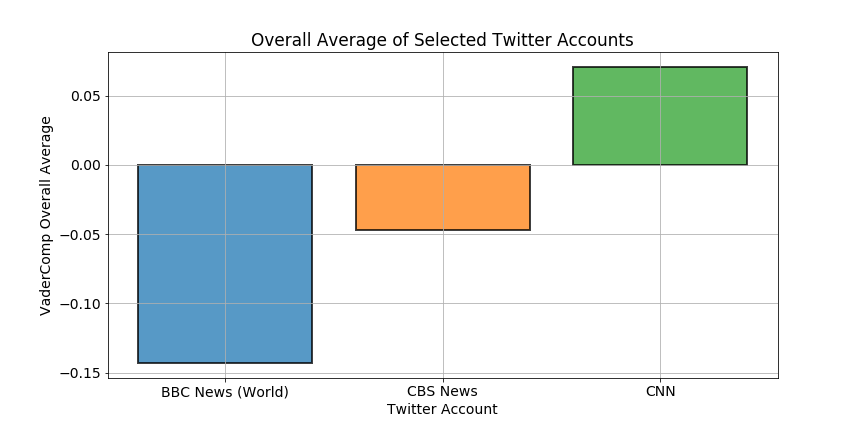 Overall Average of Selected Twitter Accounts
VaderComp Overall Average
0.05
0.00
−0.05
−0.10
−0.15
BBC News (World) CBS News CNN
Twitter Account